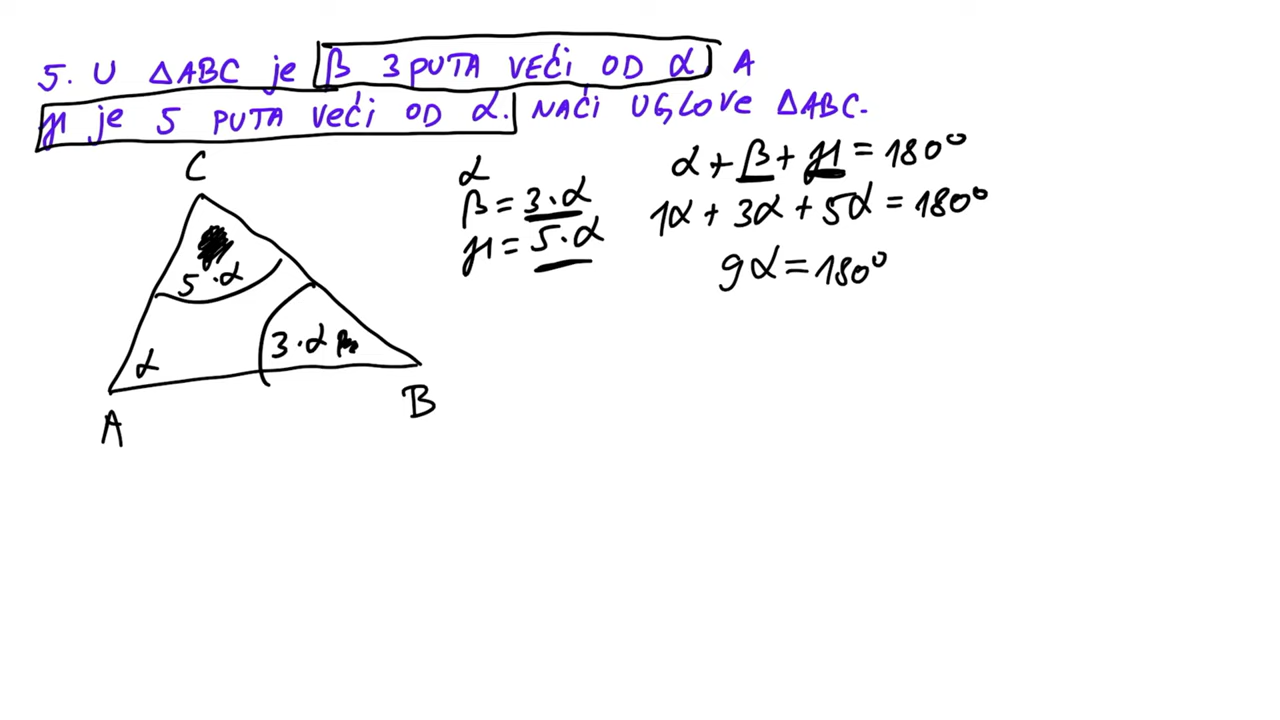 5. U ΔABC je β 3 PUTA VEĆI OD α. A
γ je 5 PUTA VEĆI OD α. NAĆI UGLOVE ΔABC.
C
5·α
α
3·α
A
B
α
β = 3·α
γ = 5·α
α + β + γ = 180°
1α + 3α + 5α = 180°
9α = 180°